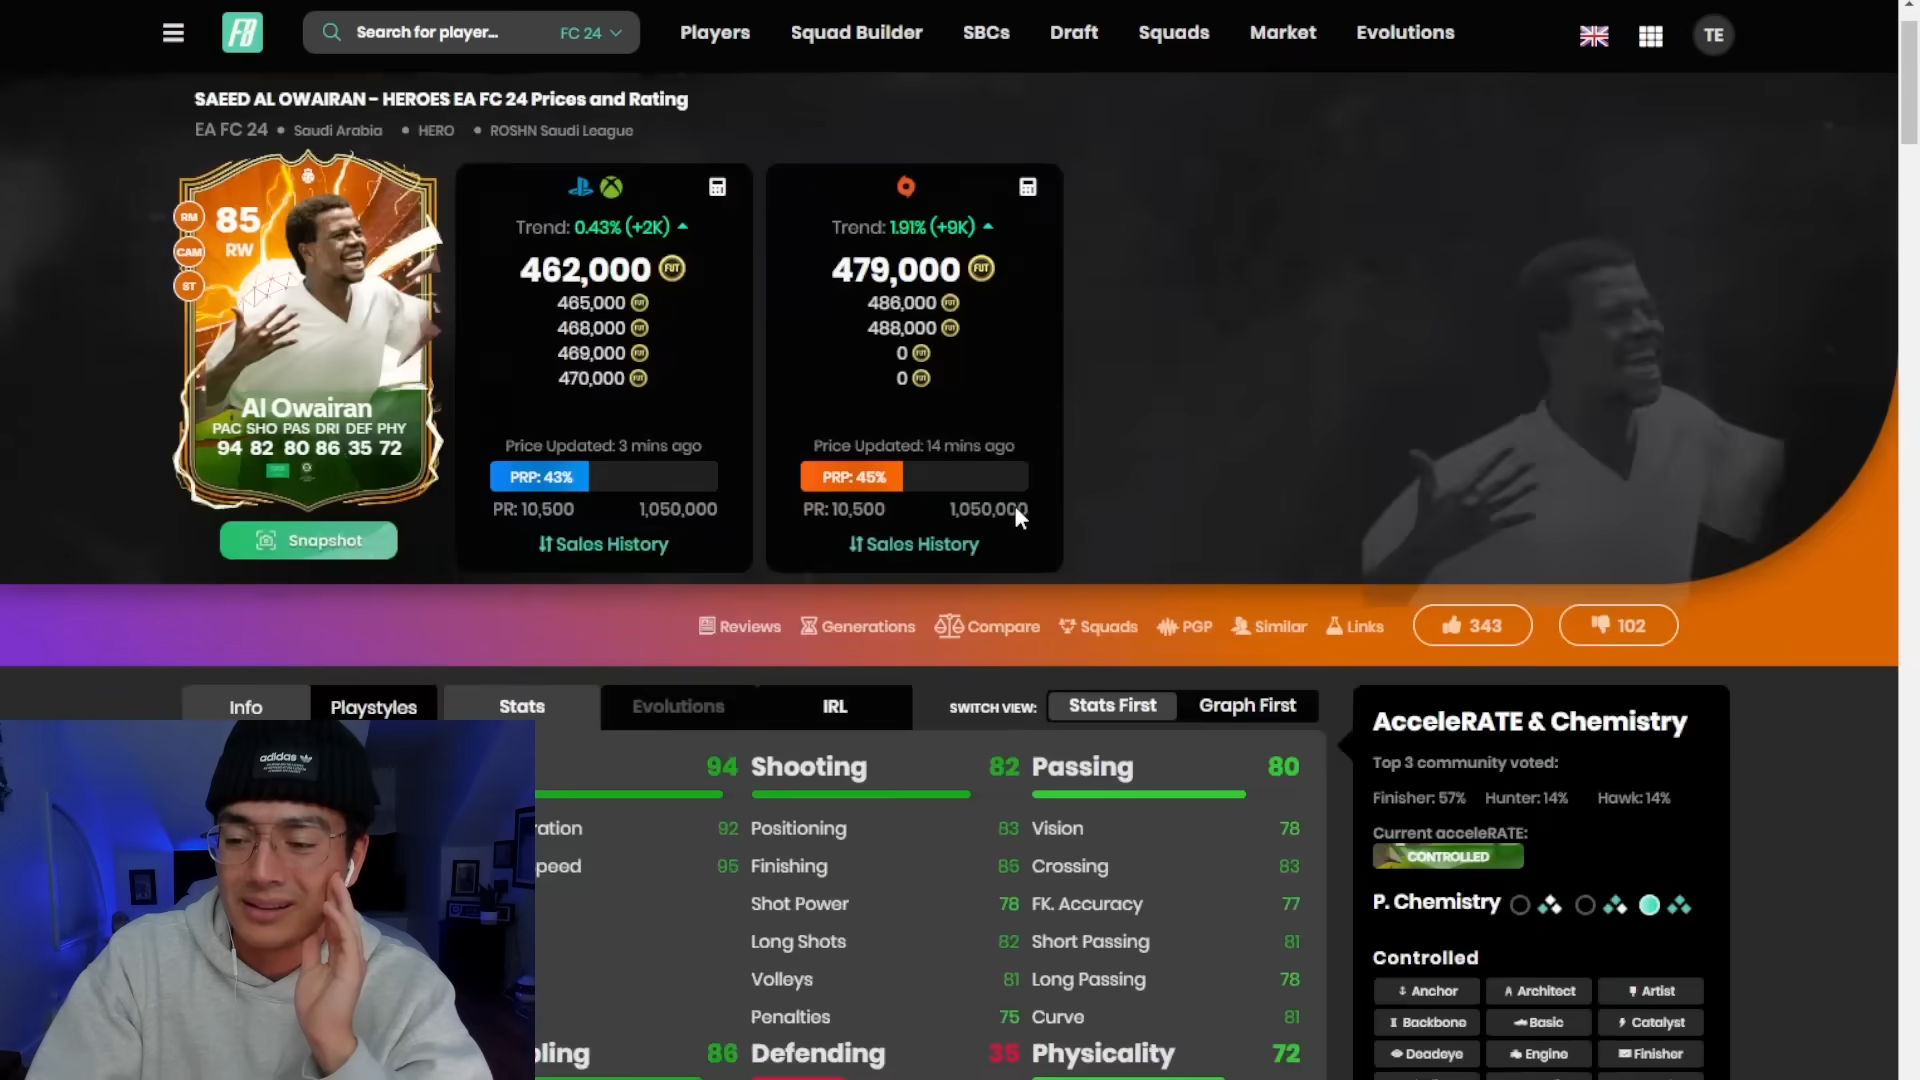 Search for player...
FC 24
Players
Squad Builder
SBCs
Draft
Squads
Market
Evolutions
TE
SAEED AL OWAIRAN - HEROES EA FC 24 Prices and Rating
EA FC 24 • Saudi Arabia • HERO • ROSHN Saudi League
RM
CAM
ST
85
RW
Al Owairan
PAC SHO PAS DRI DEF PHY
94 82 80 86 35 72
Snapshot
Trend: 0.43% (+2K)
462,000
465,000
468,000
469,000
470,000
Price Updated: 3 mins ago
PRP: 43%
PR: 10,500 1,050,000
Sales History
Trend: 1.91% (+9K)
479,000
486,000
488,000
0
0
Price Updated: 14 mins ago
PRP: 45%
PR: 10,500 1,050,000
Sales History
Reviews
Generations
Compare
Squads
PGP
Similar
Links
343
102
Info
Playstyles
Stats
Evolutions
IRL
SWITCH VIEW:
Stats First
Graph First
94
ration 92
peed 95
Shooting 82
Positioning 83
Finishing 85
Shot Power 78
Long Shots 82
Volleys 81
Penalties 75
Passing 80
Vision 78
Crossing 83
FK. Accuracy 77
Short Passing 81
Long Passing 78
Curve 81
bling 86
Defending 35
Physicality 72
AcceleRATE & Chemistry
Top 3 community voted:
Finisher: 57% Hunter: 14% Hawk: 14%
Current acceleRATE:
CONTROLLED
P. Chemistry
Controlled
Anchor
Architect
Artist
Backbone
Basic
Catalyst
Deadeye
Engine
Finisher
adidas